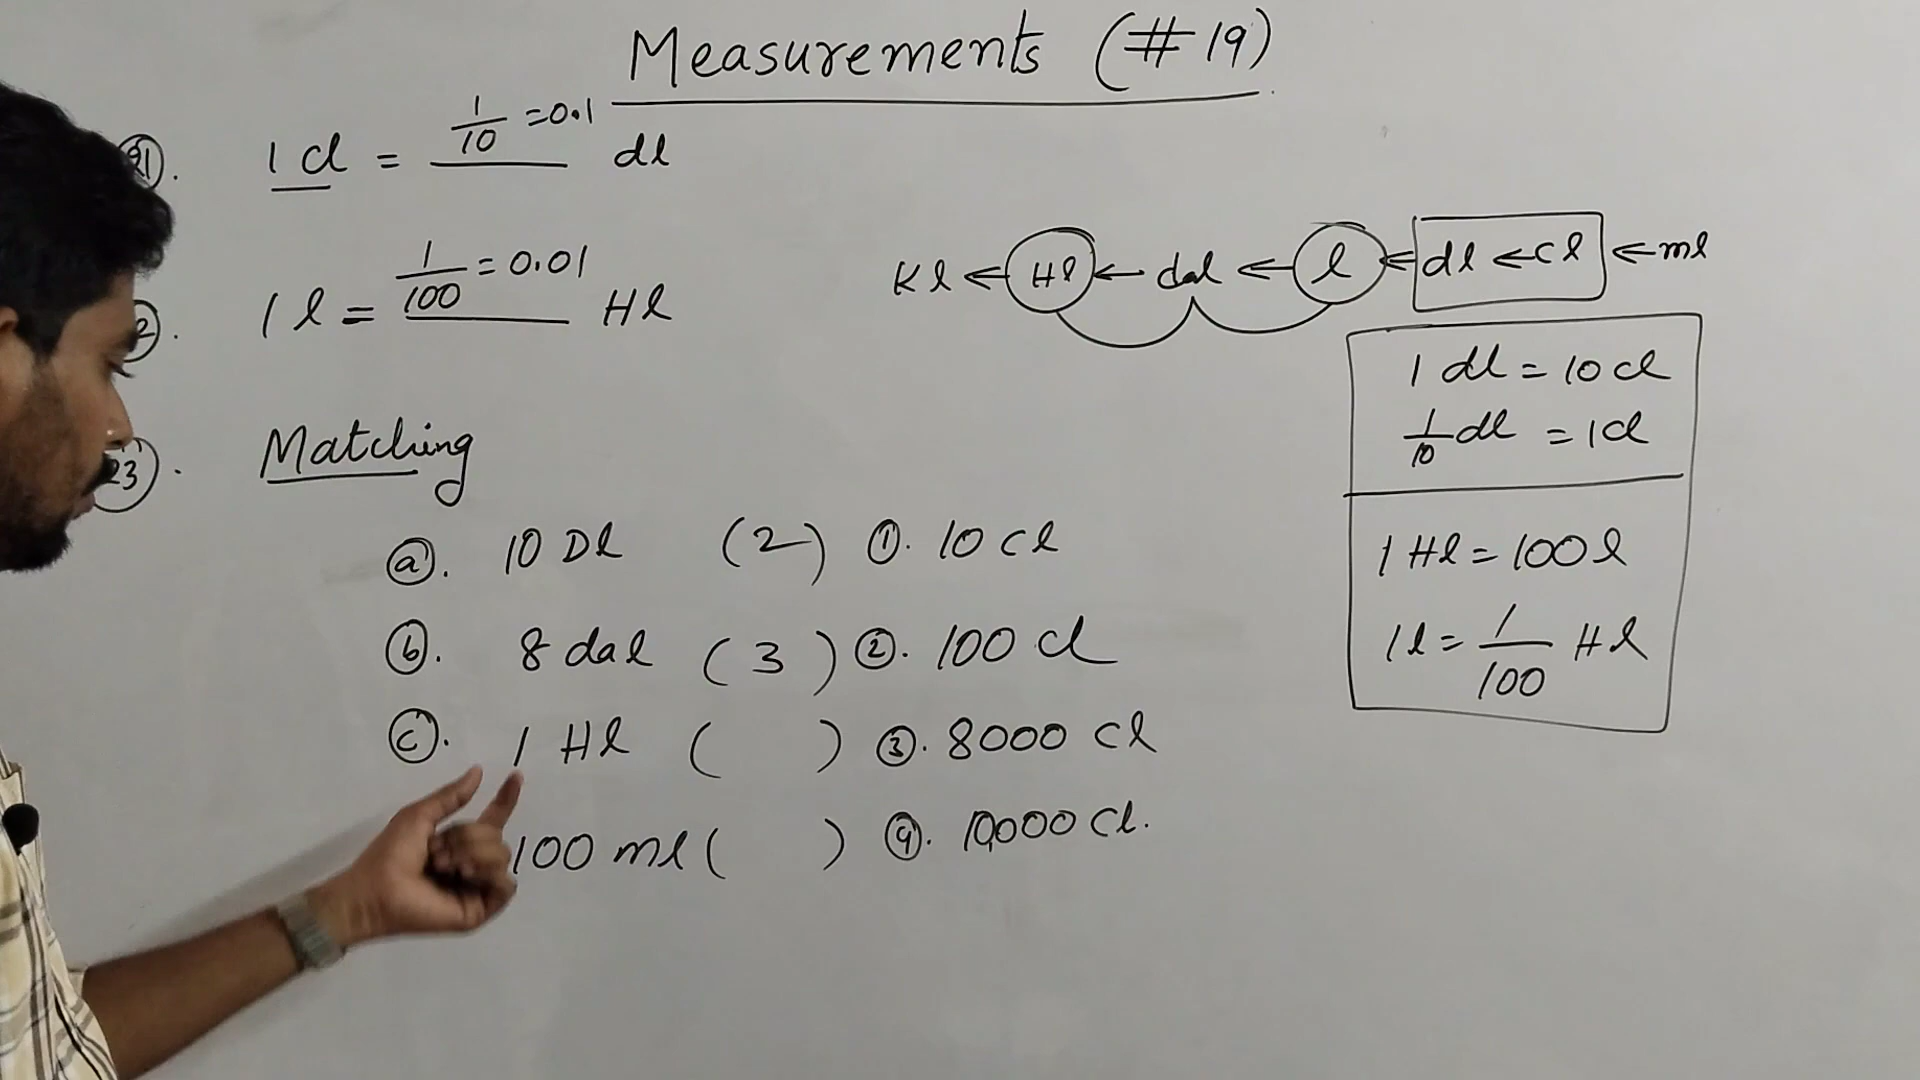 Measurements (#19)
21. 1 cl = 1/10 = 0.1 dl
2. 1 l = 1/100 = 0.01 Hl
Kl ← Hl ← dal ← l ← dl ← cl ← ml
1 dl = 10 cl
1/10 dl = 1 cl
1 Hl = 100 l
1 l = 1/100 Hl
23. Matching
a. 10 Dl (2) 1. 10 cl
b. 8 dal (3) 2. 100 cl
c. 1 Hl ( ) 3. 8000 cl
100 ml ( ) 4. 10,000 cl.